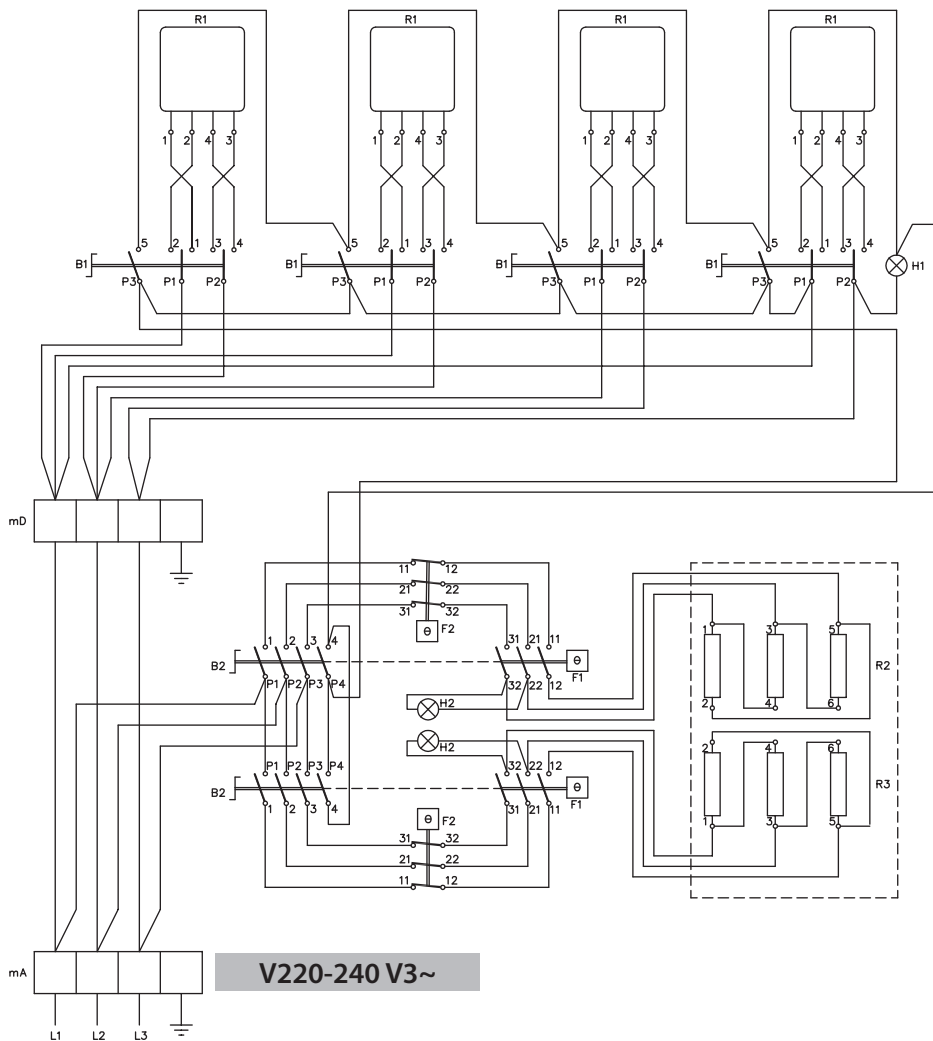 R1 R1 R1 R1
1 2 4 3 1 2 4 3 1 2 4 3 1 2 4 3
5 2 1 3 4 5 2 1 3 4 5 2 1 3 4 5 2 1 3 4
B1 B1 B1 B1 H1
P3 P1 P2 P3 P1 P2 P3 P1 P2 P3 P1 P2
mD
11 12
21 22
31 32
θ F2
1 2 3 4 31 21 11 1 3 5
B2 θ R2
F1
P1 P2 P3 P4 32 22 12
H2 2 4 6
H2
P1 P2 P3 P4 32 22 12 2 4 6
B2 θ R3
F1
1 2 3 4 31 21 11
θ F2 1 3 5
31 32
21 22
11 12
mA V220-240 V3~
L1 L2 L3